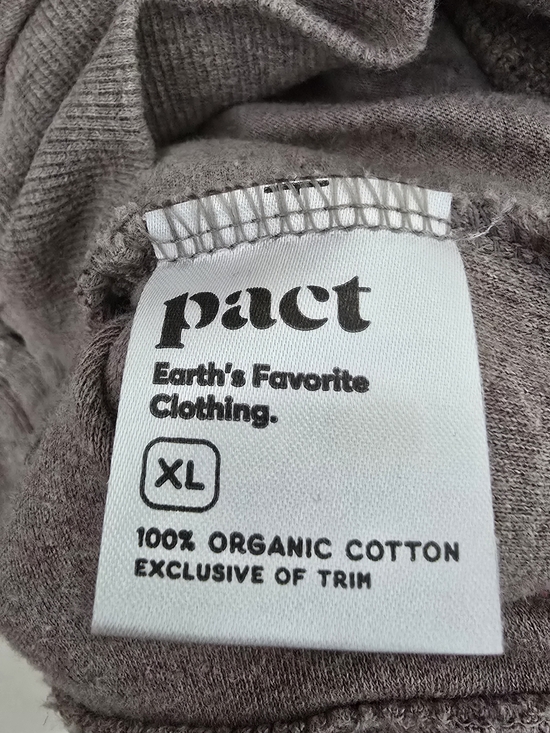 pact
Earth's Favorite
Clothing.
XL
100% ORGANIC COTTON
EXCLUSIVE OF TRIM